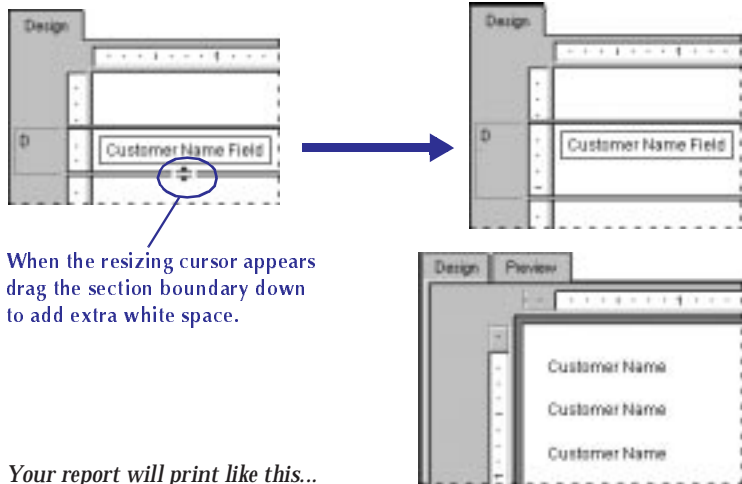 Design
D
Customer Name Field
Design
D
Customer Name Field
When the resizing cursor appears
drag the section boundary down
to add extra white space.
Design Preview
Customer Name
Customer Name
Customer Name
Your report will print like this...